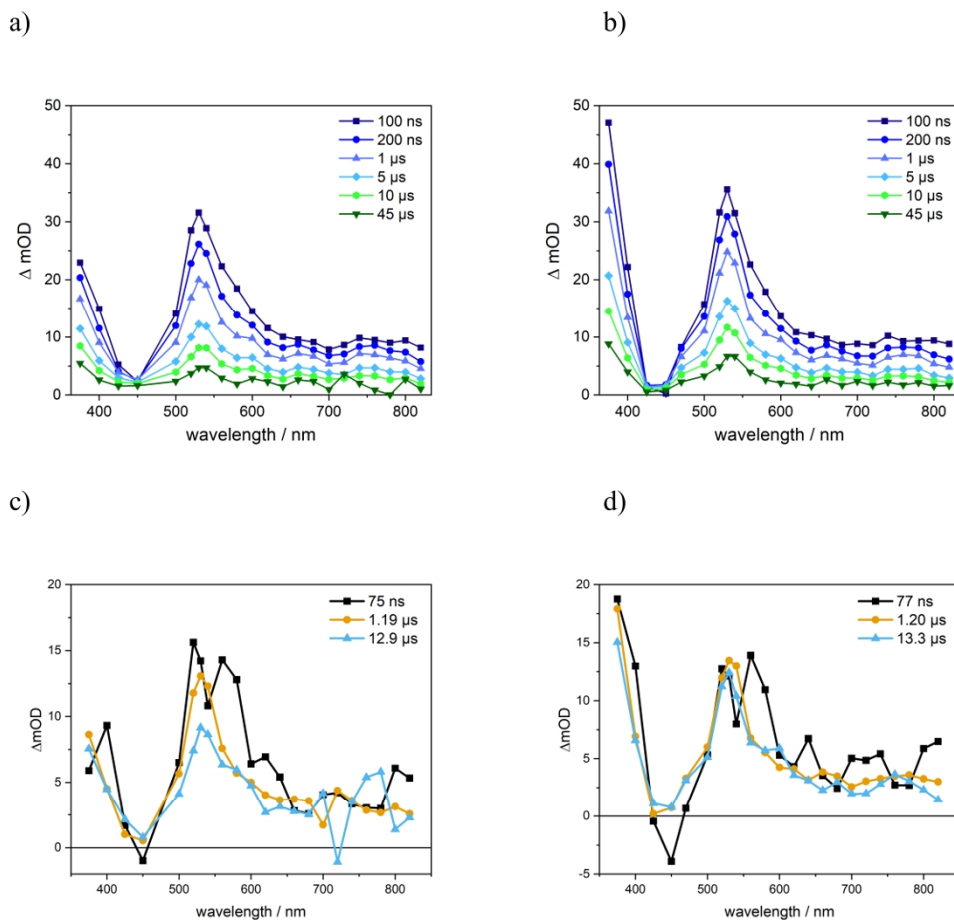 a)
b)
50
40
30
20
10
0
Δ mOD
400 500 600 700 800
wavelength / nm
100 ns
200 ns
1 µs
5 µs
10 µs
45 µs
50
40
30
20
10
0
Δ mOD
400 500 600 700 800
wavelength / nm
100 ns
200 ns
1 µs
5 µs
10 µs
45 µs
c)
d)
20
15
10
5
0
ΔmOD
400 500 600 700 800
wavelength / nm
75 ns
1.19 µs
12.9 µs
20
15
10
5
0
-5
ΔmOD
400 500 600 700 800
wavelength / nm
77 ns
1.20 µs
13.3 µs